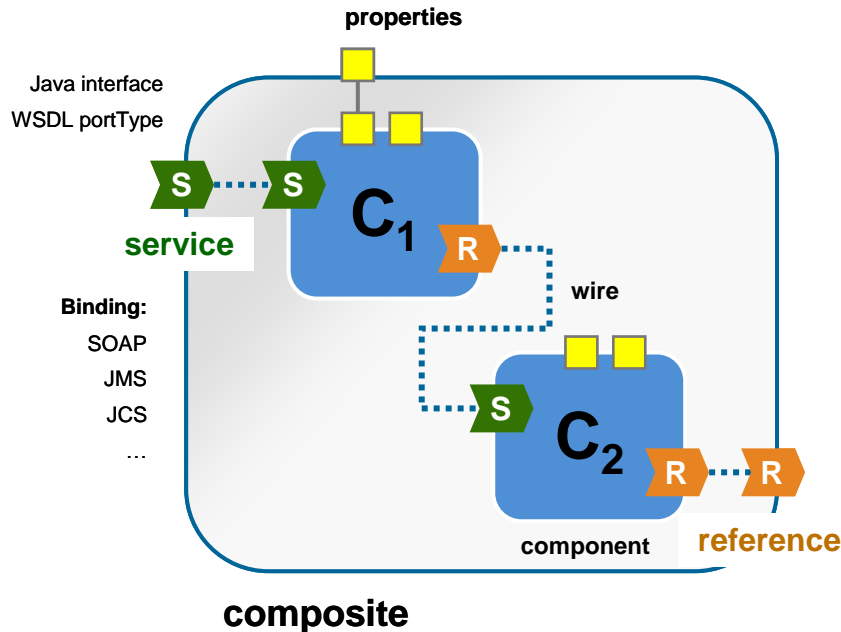 properties
Java interface
WSDL portType
S
S
C1
service
R
Binding:
SOAP
JMS
JCS
...
wire
S
C2
R
R
component
reference
composite